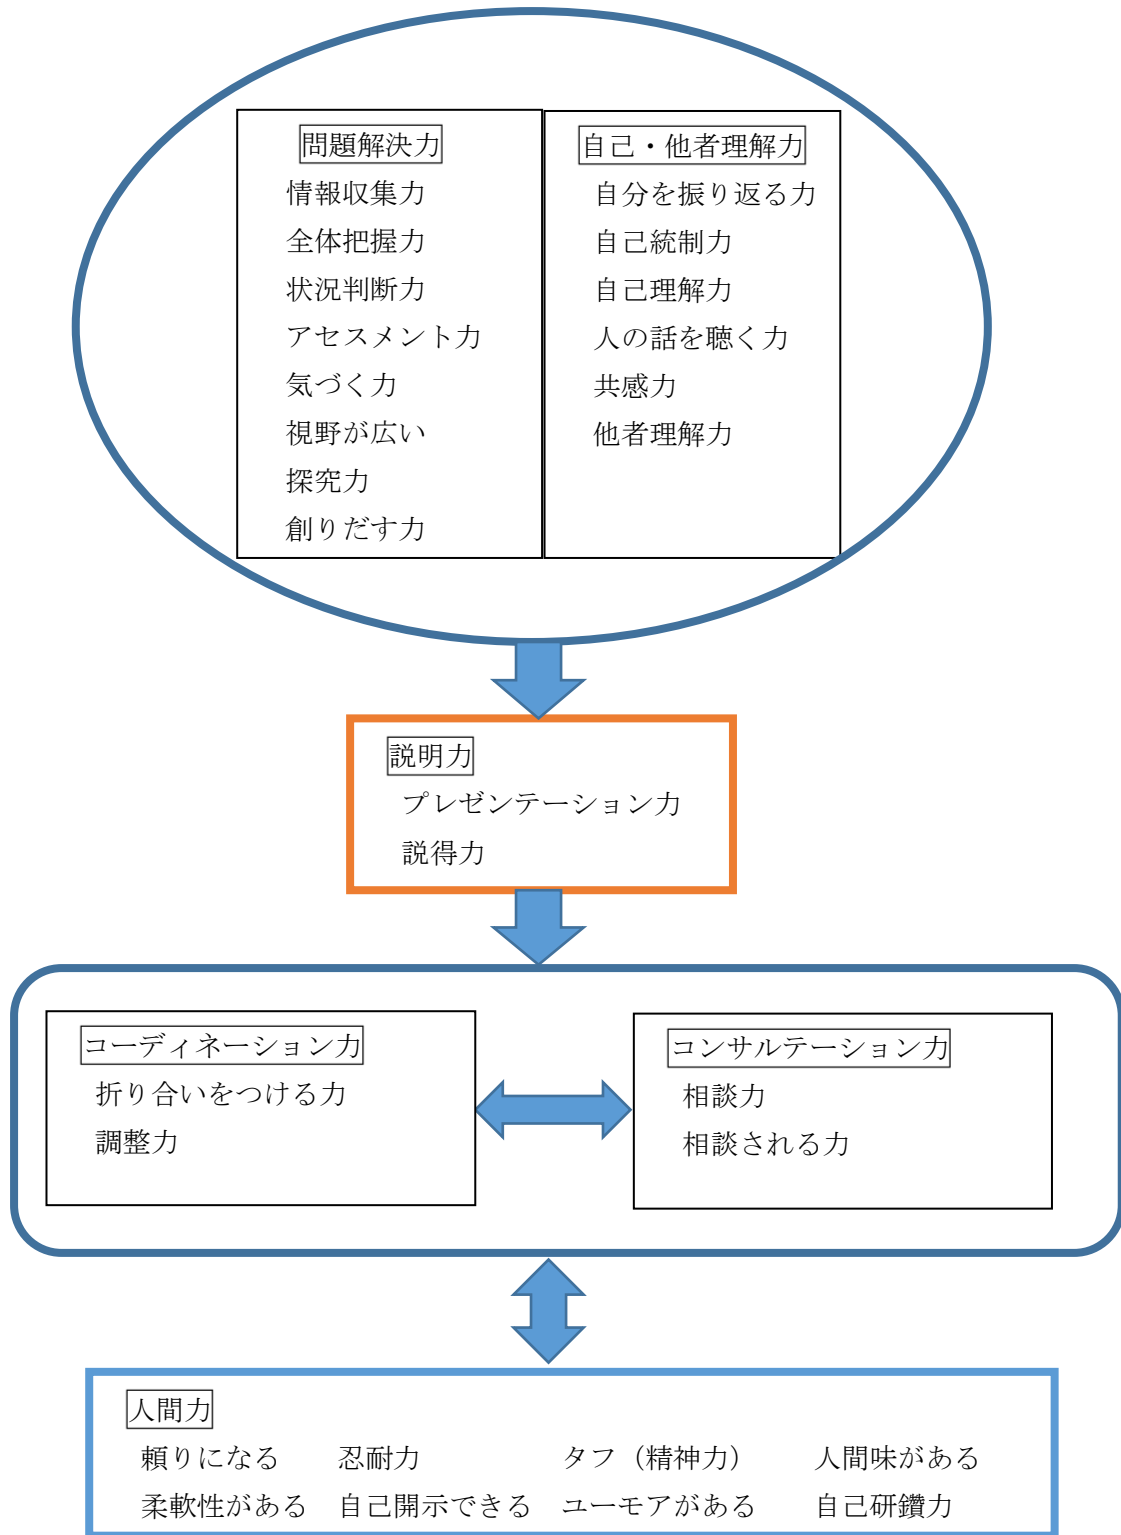 問題解決力
情報収集力
全体把握力
状況判断力
アセスメント力
気づく力
視野が広い
探究力
創りだす力
自己・他者理解力
自分を振り返る力
自己統制力
自己理解力
人の話を聴く力
共感力
他者理解力
説明力
プレゼンテーション力
説得力
コーディネーション力
折り合いをつける力
調整力
コンサルテーション力
相談力
相談される力
人間力
頼りになる 忍耐力 タフ（精神力） 人間味がある
柔軟性がある 自己開示できる ユーモアがある 自己研鑽力